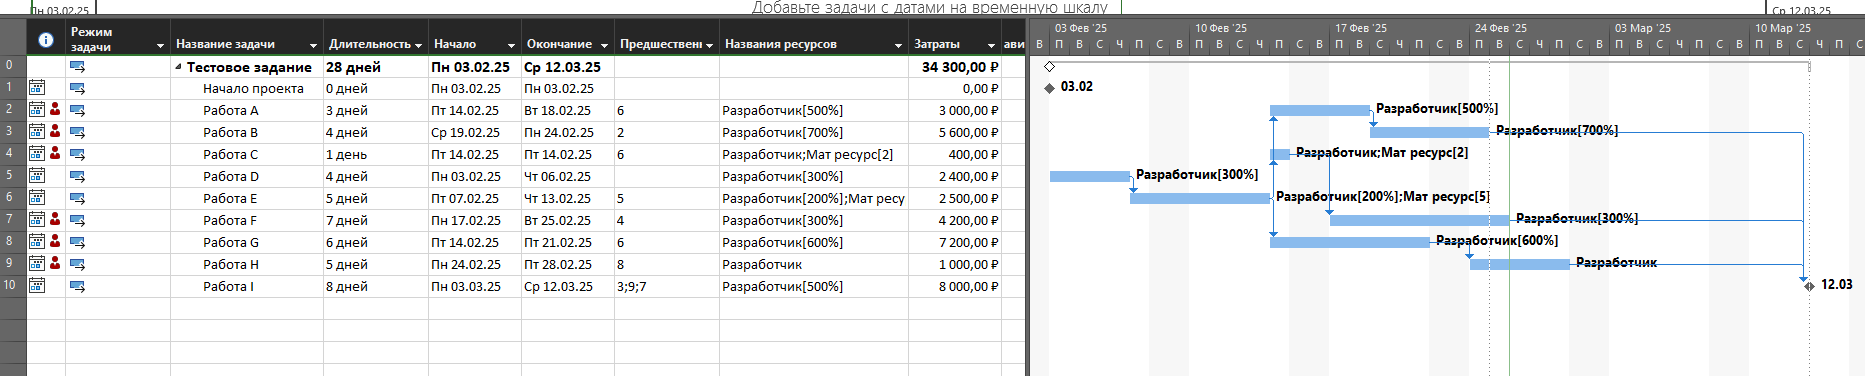 Пн 03.02.25
Добавьте задачи с датами на временную шкалу
Ср 12.03.25
Режим задачи Название задачи Длительность Начало Окончание Предшествен Названия ресурсов Затраты ави
03 Фев '25 10 Фев '25 17 Фев '25 24 Фев '25 03 Мар '25 10 Мар '25
В П В С Ч П С В П В С Ч П С В П В С Ч П С В П В С Ч П С В П В С Ч П С В П В С Ч П С
0 Тестовое задание 28 дней Пн 03.02.25 Ср 12.03.25 34 300,00 ₽
1 Начало проекта 0 дней Пн 03.02.25 Пн 03.02.25 0,00 ₽ 03.02
2 Работа A 3 дней Пт 14.02.25 Вт 18.02.25 6 Разработчик[500%] 3 000,00 ₽ Разработчик[500%]
3 Работа B 4 дней Ср 19.02.25 Пн 24.02.25 2 Разработчик[700%] 5 600,00 ₽ Разработчик[700%]
4 Работа C 1 день Пт 14.02.25 Пт 14.02.25 6 Разработчик;Мат ресурс[2] 400,00 ₽ Разработчик;Мат ресурс[2]
5 Работа D 4 дней Пн 03.02.25 Чт 06.02.25 Разработчик[300%] 2 400,00 ₽ Разработчик[300%]
6 Работа E 5 дней Пт 07.02.25 Чт 13.02.25 5 Разработчик[200%];Мат ресу 2 500,00 ₽ Разработчик[200%];Мат ресурс[5]
7 Работа F 7 дней Пн 17.02.25 Вт 25.02.25 4 Разработчик[300%] 4 200,00 ₽ Разработчик[300%]
8 Работа G 6 дней Пт 14.02.25 Пт 21.02.25 6 Разработчик[600%] 7 200,00 ₽ Разработчик[600%]
9 Работа H 5 дней Пн 24.02.25 Пт 28.02.25 8 Разработчик 1 000,00 ₽ Разработчик
10 Работа I 8 дней Пн 03.03.25 Ср 12.03.25 3;9;7 Разработчик[500%] 8 000,00 ₽ 12.03